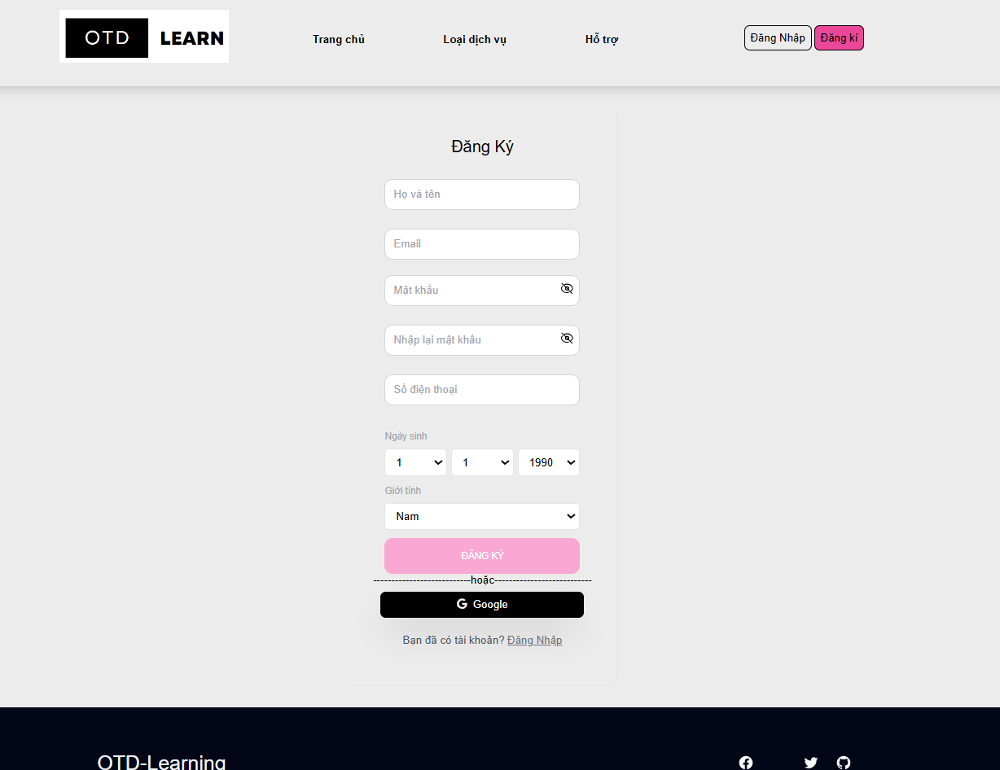 OTD LEARN
Trang chủ
Loại dịch vụ
Hỗ trợ
Đăng Nhập
Đăng kí
Đăng Ký
Họ và tên
Email
Mật khẩu
Nhập lại mật khẩu
Số điện thoại
Ngày sinh
1
1
1990
Giới tính
Nam
ĐĂNG KÝ
----------------------------hoặc----------------------------
Google
Bạn đã có tài khoản? Đăng Nhập
OTD-Learning